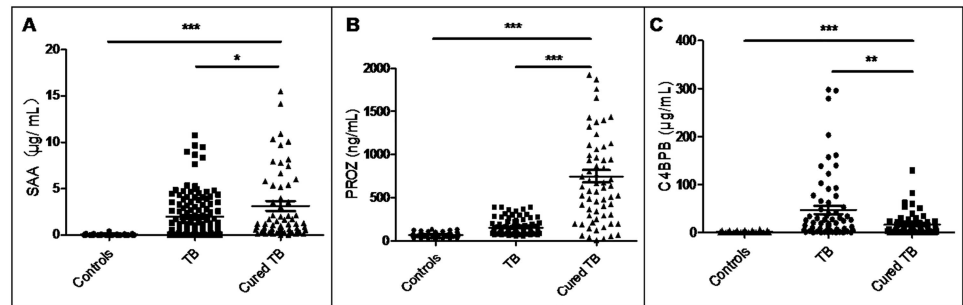 A
***
*
20
15
10
5
0
SAA (µg/ mL)
Controls
TB
Cured TB
B
***
***
2000
1500
1000
500
0
PROZ (ng/mL)
Controls
TB
Cured TB
C
***
**
400
300
200
100
0
C4BPB (µg/mL)
Controls
TB
Cured TB